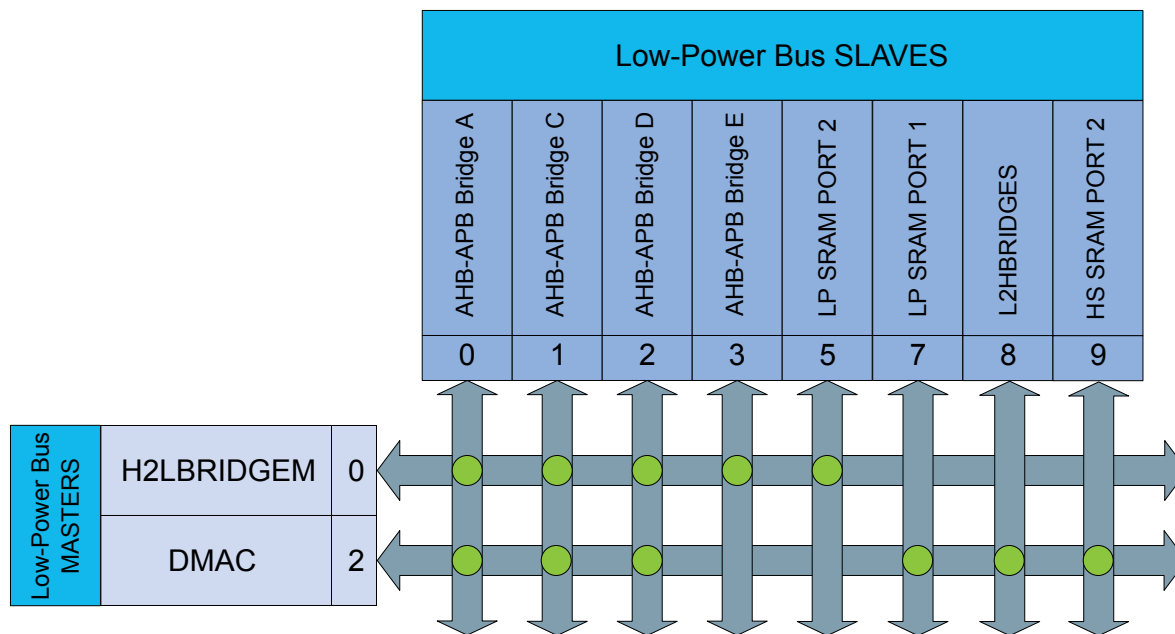 Low-Power Bus SLAVES
AHB-APB Bridge A
AHB-APB Bridge C
AHB-APB Bridge D
AHB-APB Bridge E
LP SRAM PORT 2
LP SRAM PORT 1
L2HBRIDGES
HS SRAM PORT 2
0
1
2
3
5
7
8
9
Low-Power Bus
MASTERS
H2LBRIDGEM
0
DMAC
2